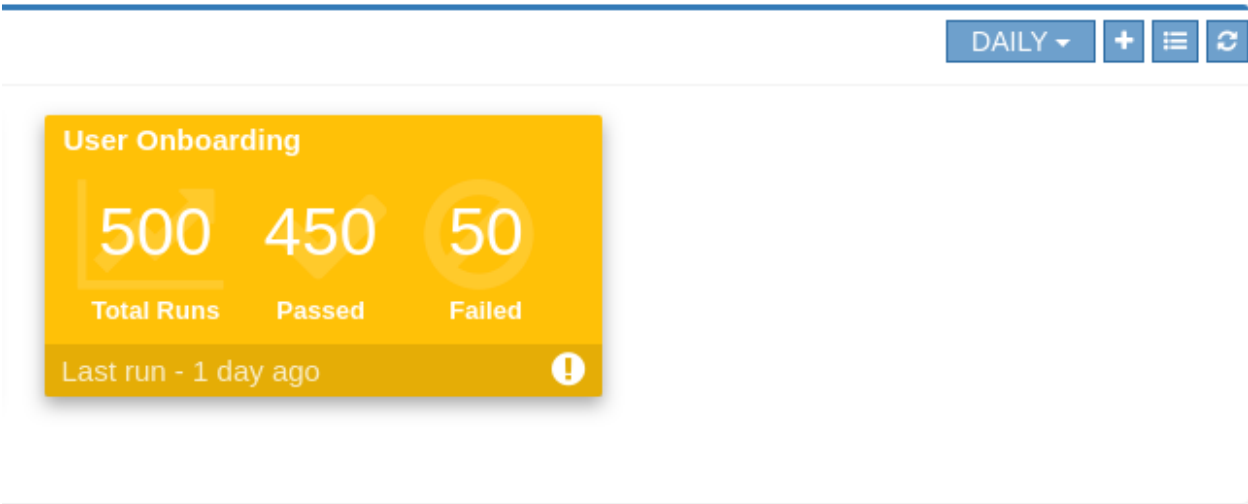 DAILY
User Onboarding
500 450 50
Total Runs Passed Failed
Last run - 1 day ago